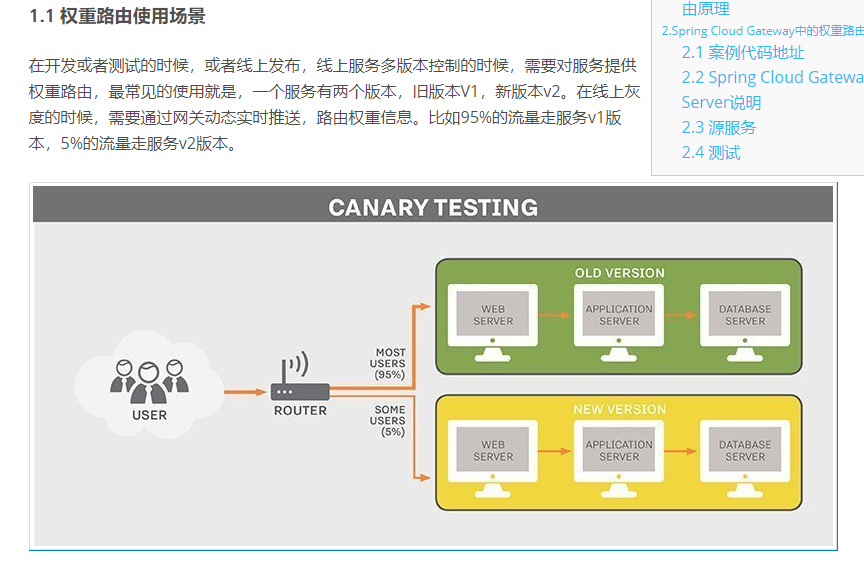 1.1 权重路由使用场景
在开发或者测试的时候，或者线上发布，线上服务多版本控制的时候，需要对服务提供
权重路由，最常见的使用就是，一个服务有两个版本，旧版本V1，新版本v2。在线上灰
度的时候，需要通过网关动态实时推送，路由权重信息。比如95%的流量走服务v1版
本，5%的流量走服务v2版本。
由原理
2.Spring Cloud Gateway中的权重路由
2.1 案例代码地址
2.2 Spring Cloud Gatewa
Server说明
2.3 源服务
2.4 测试
CANARY TESTING
USER
ROUTER
MOST
USERS
(95%)
SOME
USERS
(5%)
OLD VERSION
WEB
SERVER
APPLICATION
SERVER
DATABASE
SERVER
NEW VERSION
WEB
SERVER
APPLICATION
SERVER
DATABASE
SERVER